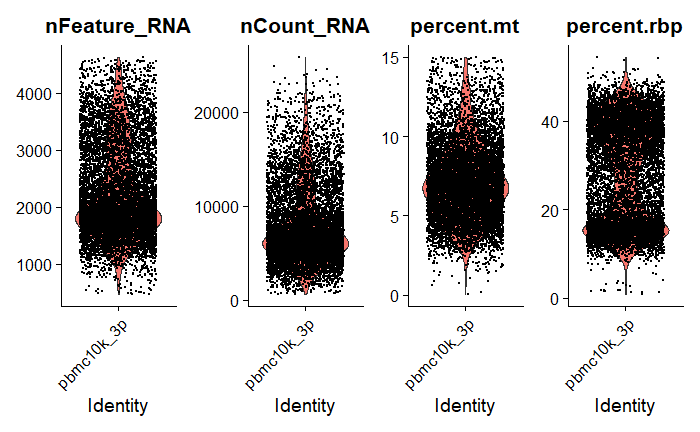 nFeature_RNA
4000
3000
2000
1000
pbmc10k_3p
Identity
nCount_RNA
20000
10000
0
pbmc10k_3p
Identity
percent.mt
15
10
5
0
pbmc10k_3p
Identity
percent.rbp
40
20
0
pbmc10k_3p
Identity